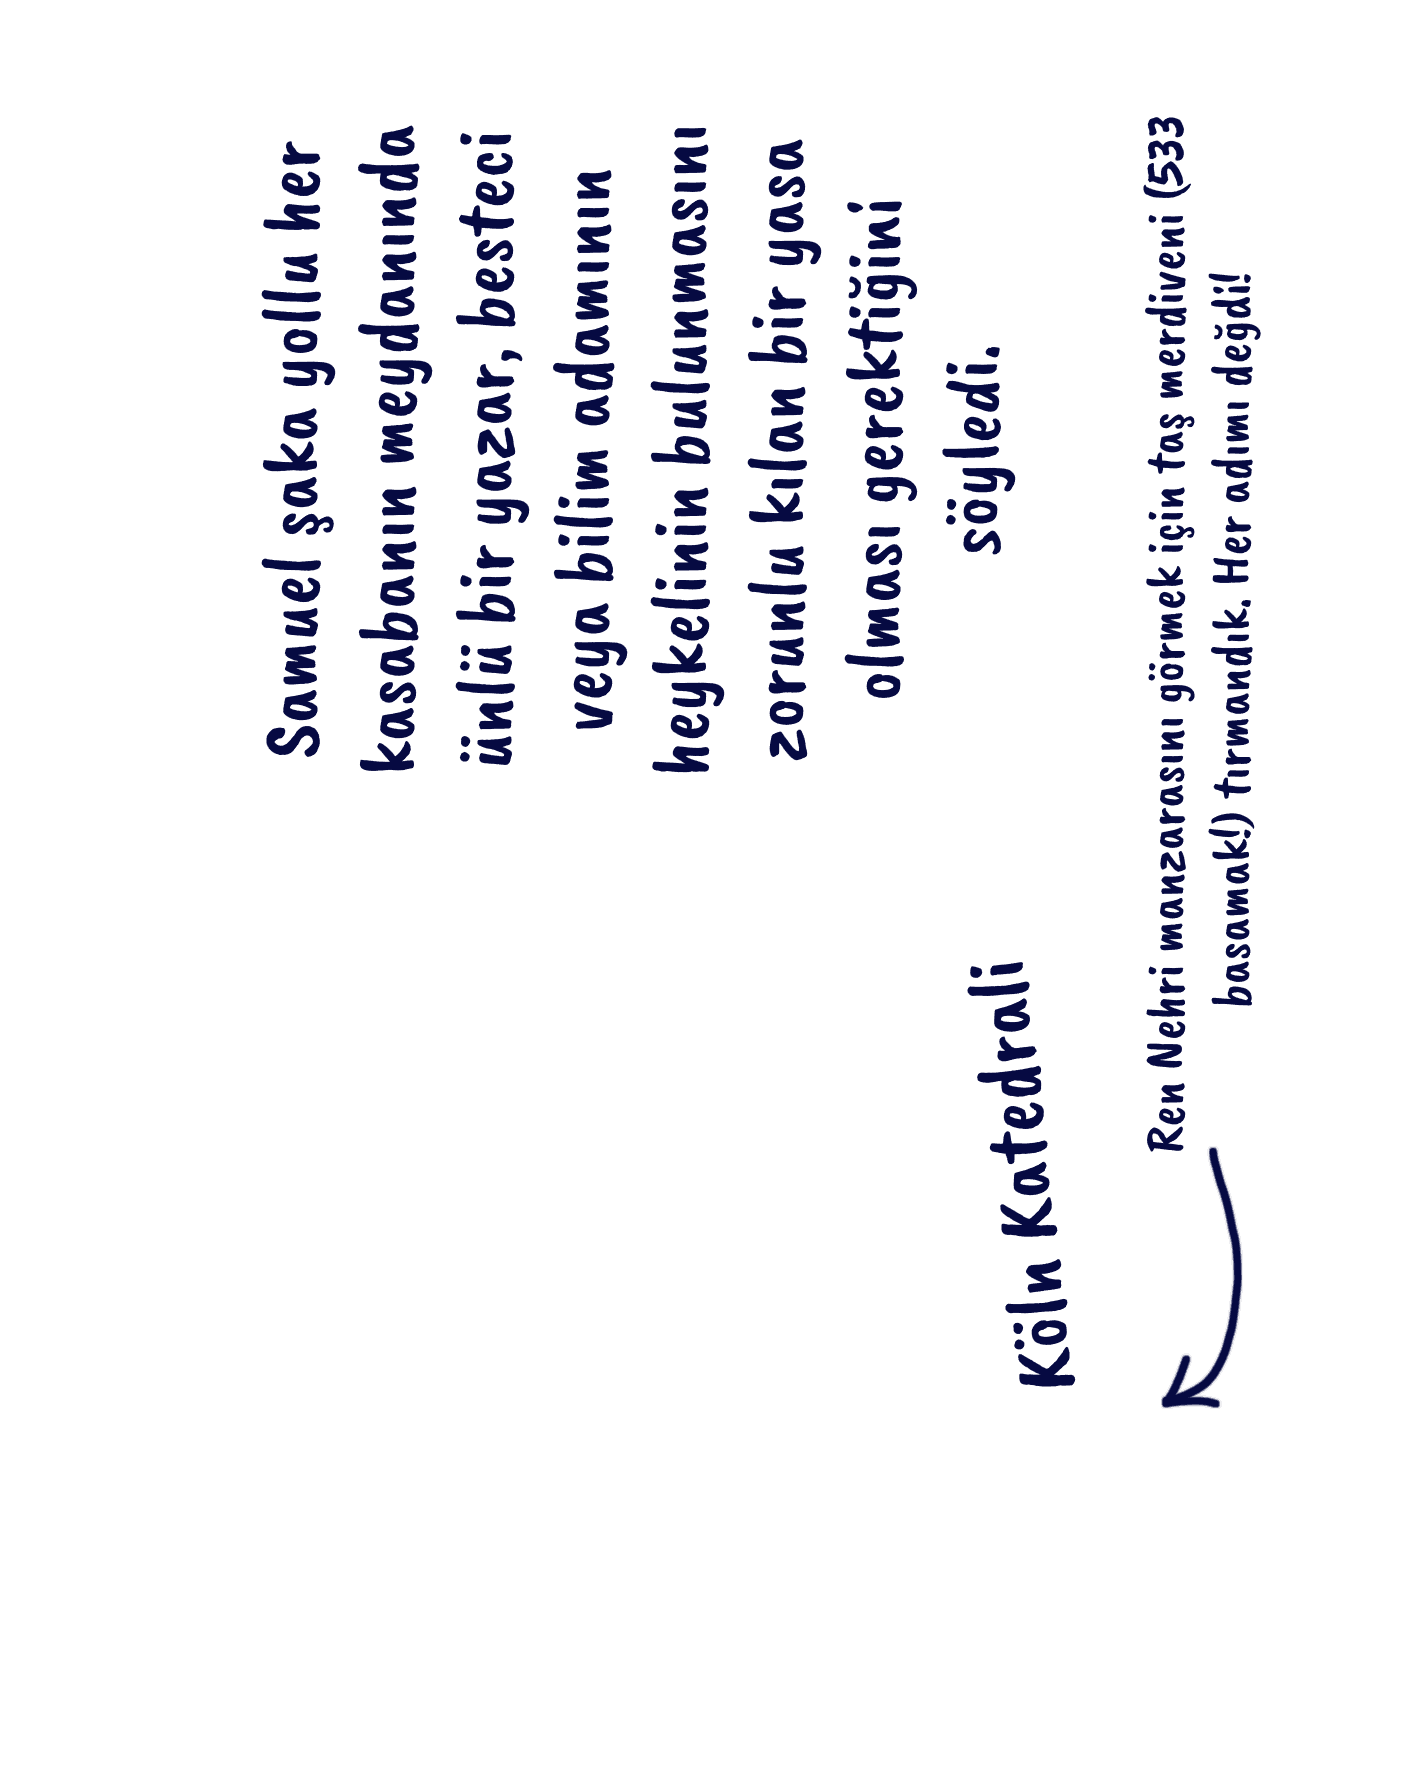 Samuel şaka yollu her
kasabanın meydanında
ünlü bir yazar, besteci
veya bilim adamının
heykelinin bulunmasını
zorunlu kılan bir yasa
olması gerektiğini
söyledi.
Köln Katedrali
Ren Nehri manzarasını görmek için taş merdiveni (533
basamak!) tırmandık. Her adımı değdi!